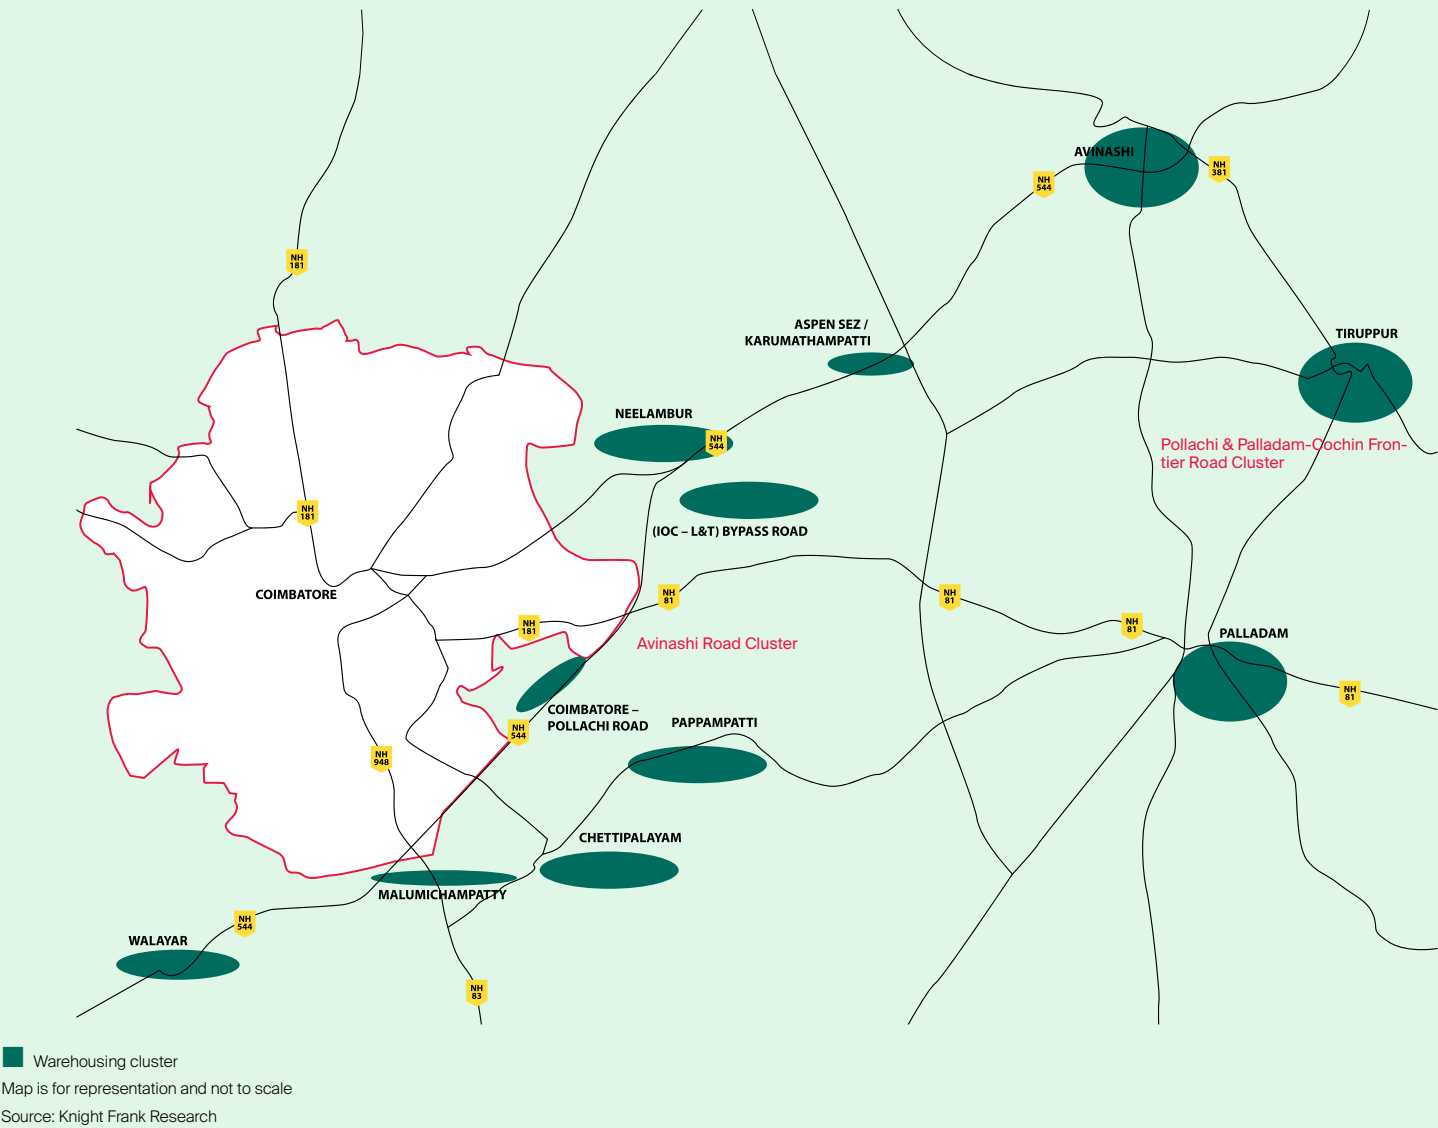 AVINASHI
NH
544
NH
381
NH
181
ASPEN SEZ /
KARUMATHAMPATTI
TIRUPPUR
NEELAMBUR
NH
544
Pollachi & Palladam-Cochin Fron-
tier Road Cluster
NH
181
(IOC – L&T) BYPASS ROAD
COIMBATORE
NH
81
NH
81
NH
181
NH
81
PALLADAM
Avinashi Road Cluster
NH
81
COIMBATORE –
POLLACHI ROAD
PAPPAMPATTI
NH
544
NH
948
CHETTIPALAYAM
MALUMICHAMPATTY
NH
544
WALAYAR
NH
83
Warehousing cluster
Map is for representation and not to scale
Source: Knight Frank Research